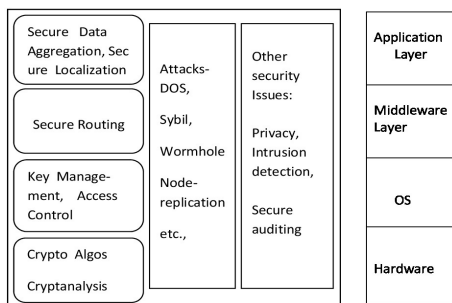 Secure Data
Aggregation, Sec
ure Localization
Secure Routing
Key Manage-
ment, Access
Control
Crypto Algos
Cryptanalysis
Attacks-
DOS,
Sybil,
Wormhole
Node-
replication
etc.,
Other
security
Issues:
Privacy,
Intrusion
detection,
Secure
auditing
Application
Layer
Middleware
Layer
OS
Hardware